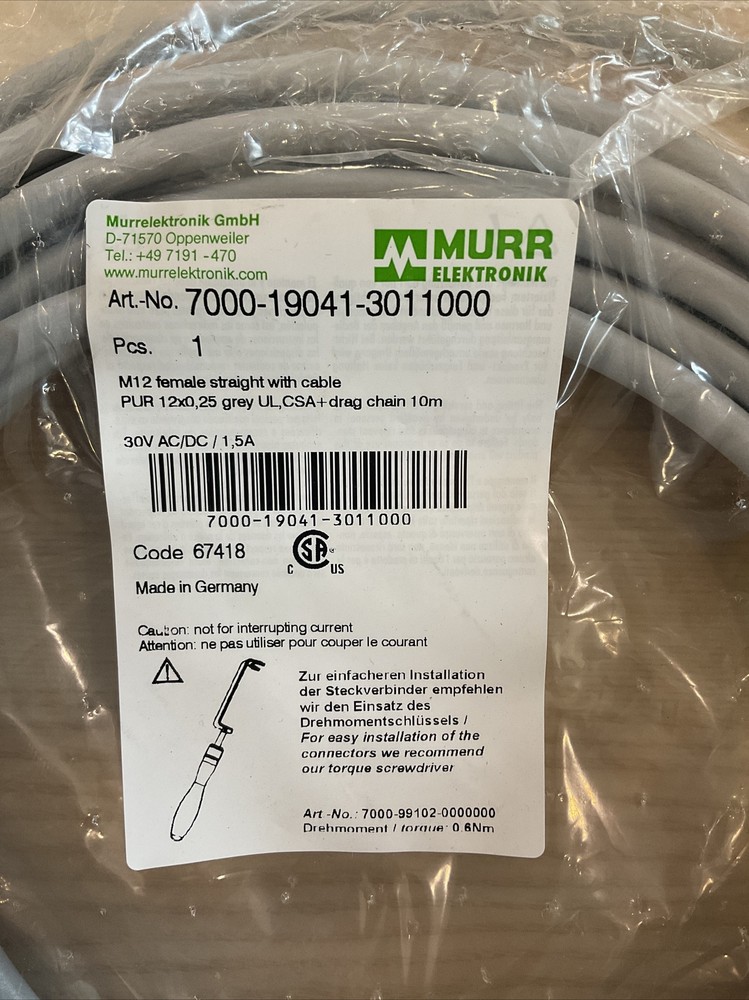 Murrelektronik GmbH
D-71570 Oppenweiler
Tel.: +49 7191 -470
www.murrelektronik.com
MURR
ELEKTRONIK
Art.-No. 7000-19041-3011000
Pcs. 1
M12 female straight with cable
PUR 12x0,25 grey UL,CSA+drag chain 10m
30V AC/DC / 1,5A
7000-19041-3011000
Code 67418
C SA US
Made in Germany
Caution: not for interrupting current
Attention: ne pas utiliser pour couper le courant
Zur einfacheren Installation
der Steckverbinder empfehlen
wir den Einsatz des
Drehmomentschlüssels /
For easy installation of the
connectors we recommend
our torque screwdriver
Art -No.: 7000-99102-0000000
Drehmoment / torque: 0.6Nm